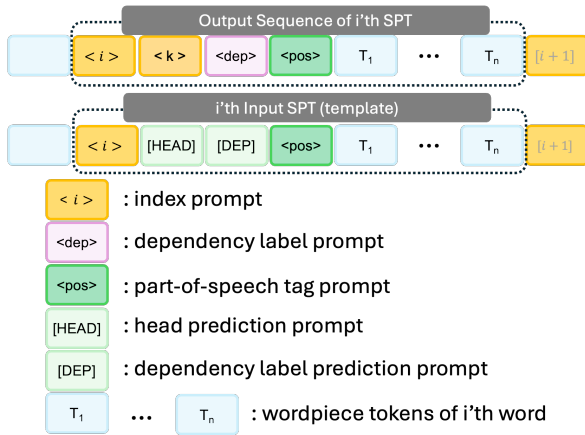 Output Sequence of i'th SPT
< i > < k > <dep> <pos> T1 ... Tn [i + 1]
i'th Input SPT (template)
< i > [HEAD] [DEP] <pos> T1 ... Tn [i + 1]
< i > : index prompt
<dep> : dependency label prompt
<pos> : part-of-speech tag prompt
[HEAD] : head prediction prompt
[DEP] : dependency label prediction prompt
T1 ... Tn : wordpiece tokens of i'th word